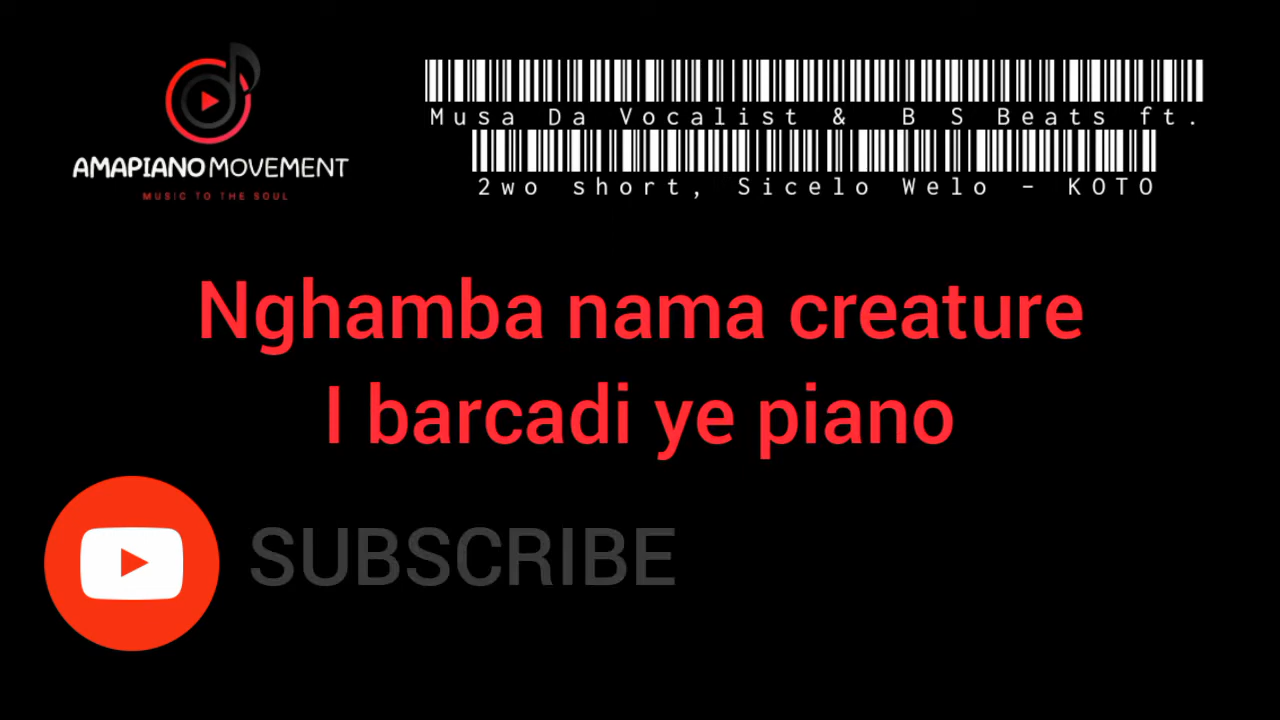 AMAPIANO MOVEMENT
MUSIC TO THE SOUL
Musa Da Vocalist & B S Beats ft.
2wo short, Sicelo Welo - KOTO
Nghamba nama creature
I barcadi ye piano
SUBSCRIBE